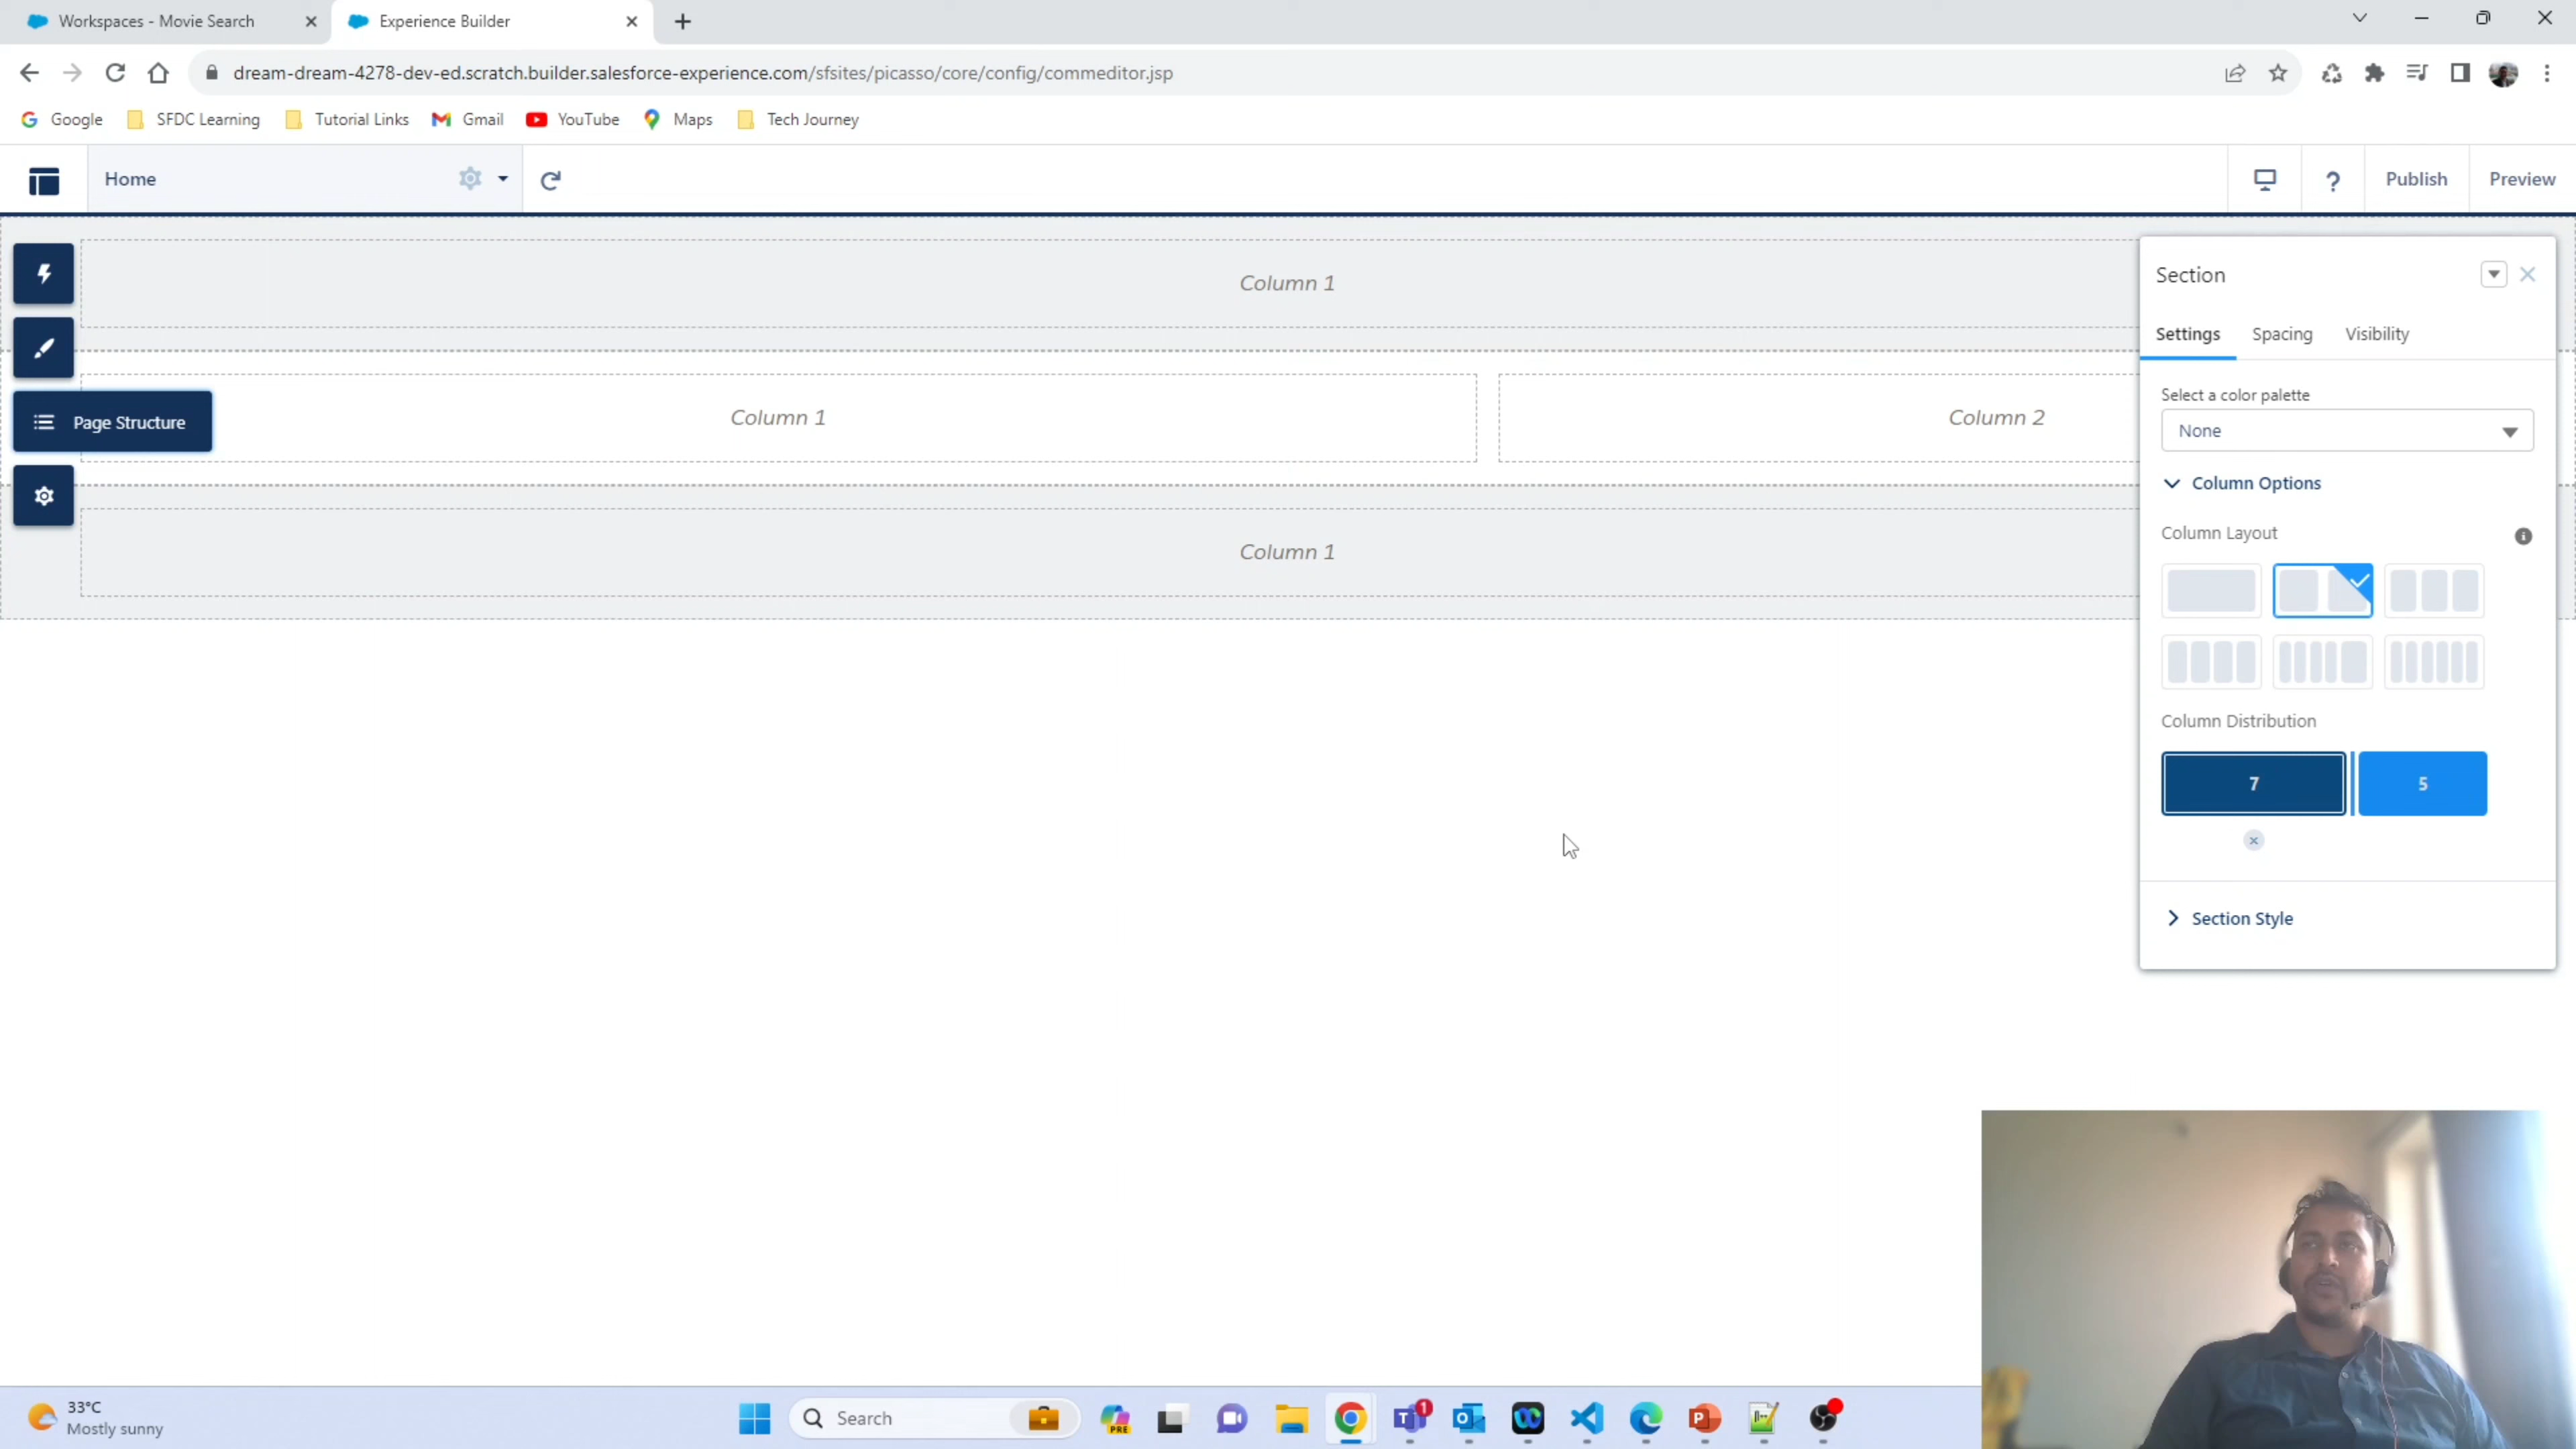 Workspaces - Movie Search
Experience Builder
dream-dream-4278-dev-ed.scratch.builder.salesforce-experience.com/sfsites/picasso/core/config/commeditor.jsp
Google
SFDC Learning
Tutorial Links
Gmail
YouTube
Maps
Tech Journey
Home
?
Publish
Preview
Column 1
Page Structure
Column 1
Column 2
Column 1
Section
Settings
Spacing
Visibility
Select a color palette
None
Column Options
Column Layout
Column Distribution
7
5
Section Style
33°C
Mostly sunny
Search
PRE
1